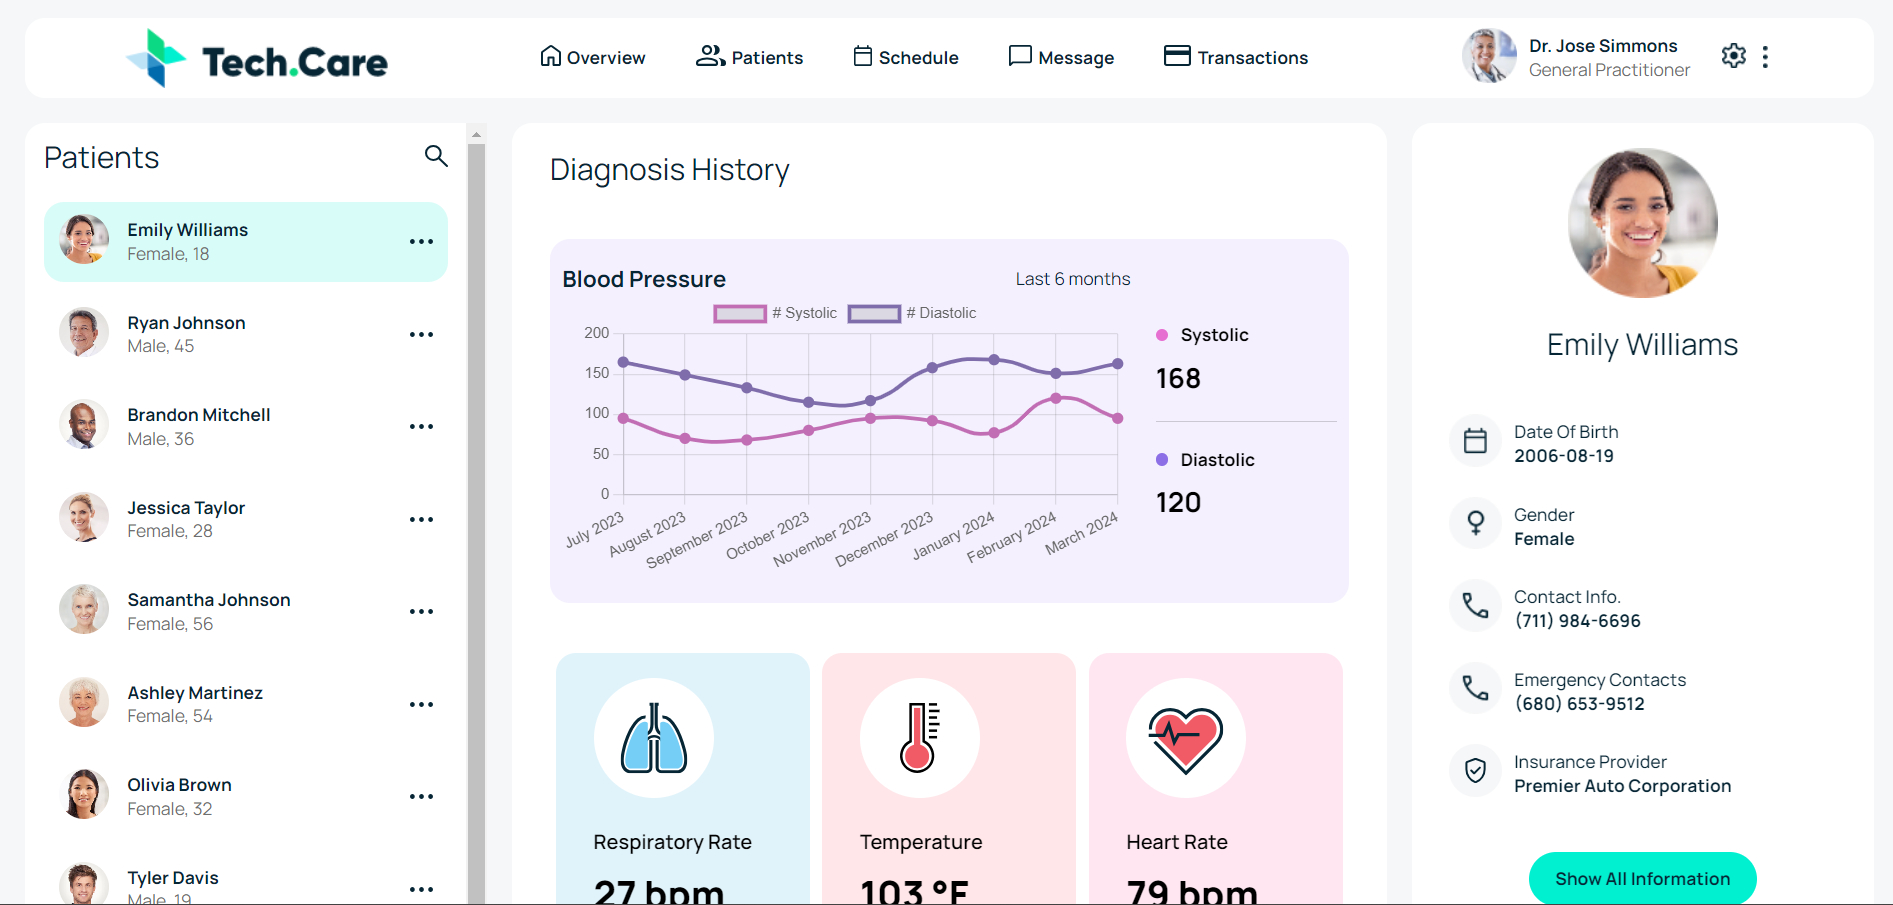 Tech.Care
Overview
Patients
Schedule
Message
Transactions
Dr. Jose Simmons
General Practitioner
Patients
Emily Williams
Female, 18
Ryan Johnson
Male, 45
Brandon Mitchell
Male, 36
Jessica Taylor
Female, 28
Samantha Johnson
Female, 56
Ashley Martinez
Female, 54
Olivia Brown
Female, 32
Tyler Davis
Male, 19
Diagnosis History
Blood Pressure
Last 6 months
# Systolic
# Diastolic
200
150
100
50
0
July 2023
August 2023
September 2023
October 2023
November 2023
December 2023
January 2024
February 2024
March 2024
Systolic
168
Diastolic
120
Respiratory Rate
27 bpm
Temperature
103 °F
Heart Rate
79 bpm
Emily Williams
Date Of Birth
2006-08-19
Gender
Female
Contact Info.
(711) 984-6696
Emergency Contacts
(680) 653-9512
Insurance Provider
Premier Auto Corporation
Show All Information